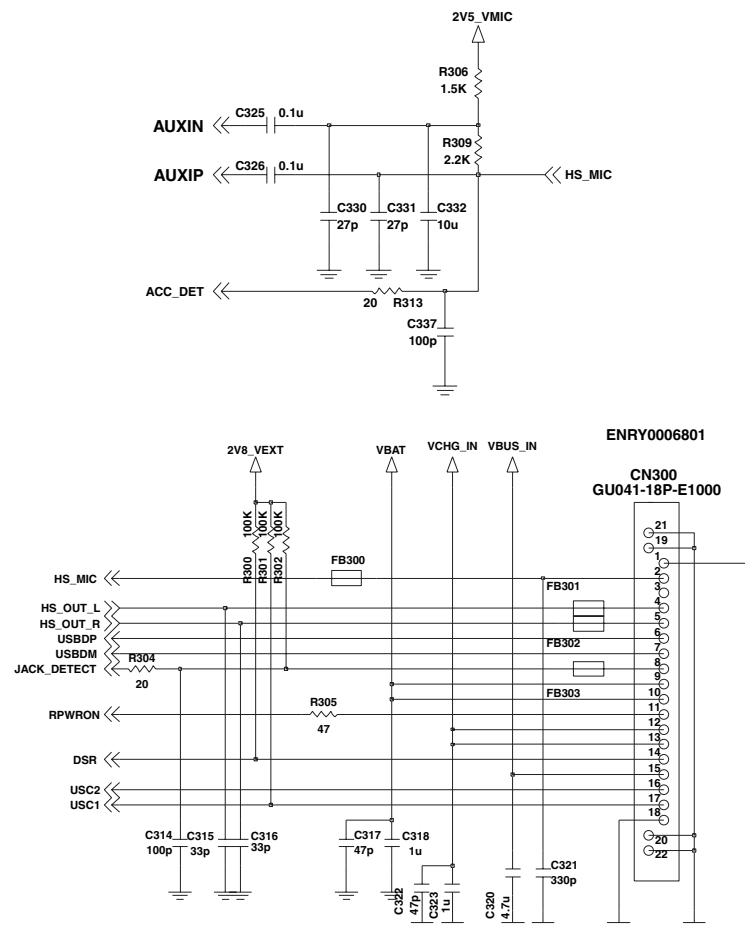 2V5_VMIC
R306
1.5K
C325 0.1u
AUXIN
R309
2.2K
C326 0.1u
AUXIP
HS_MIC
C330 C331 C332
27p 27p 10u
ACC_DET
20 R313
C337
100p
ENRY0006801
2V8_VEXT VBAT VCHG_IN VBUS_IN
CN300
GU041-18P-E1000
100K 100K 100K
R300 R301 R302
21
19
FB300
1
HS_MIC
2
FB301
3
HS_OUT_L
4
HS_OUT_R
5
USBDP
6
USBDM
FB302
7
R304
JACK_DETECT
8
20
9
FB303
10
R305
RPWRON
11
47
12
13
DSR
14
15
USC2
16
USC1
17
18
C314 C315 C316 C317 C318
100p 33p 33p 47p 1u
20
22
C321
330p
C322
47p
C323
1u
C320
4.7u